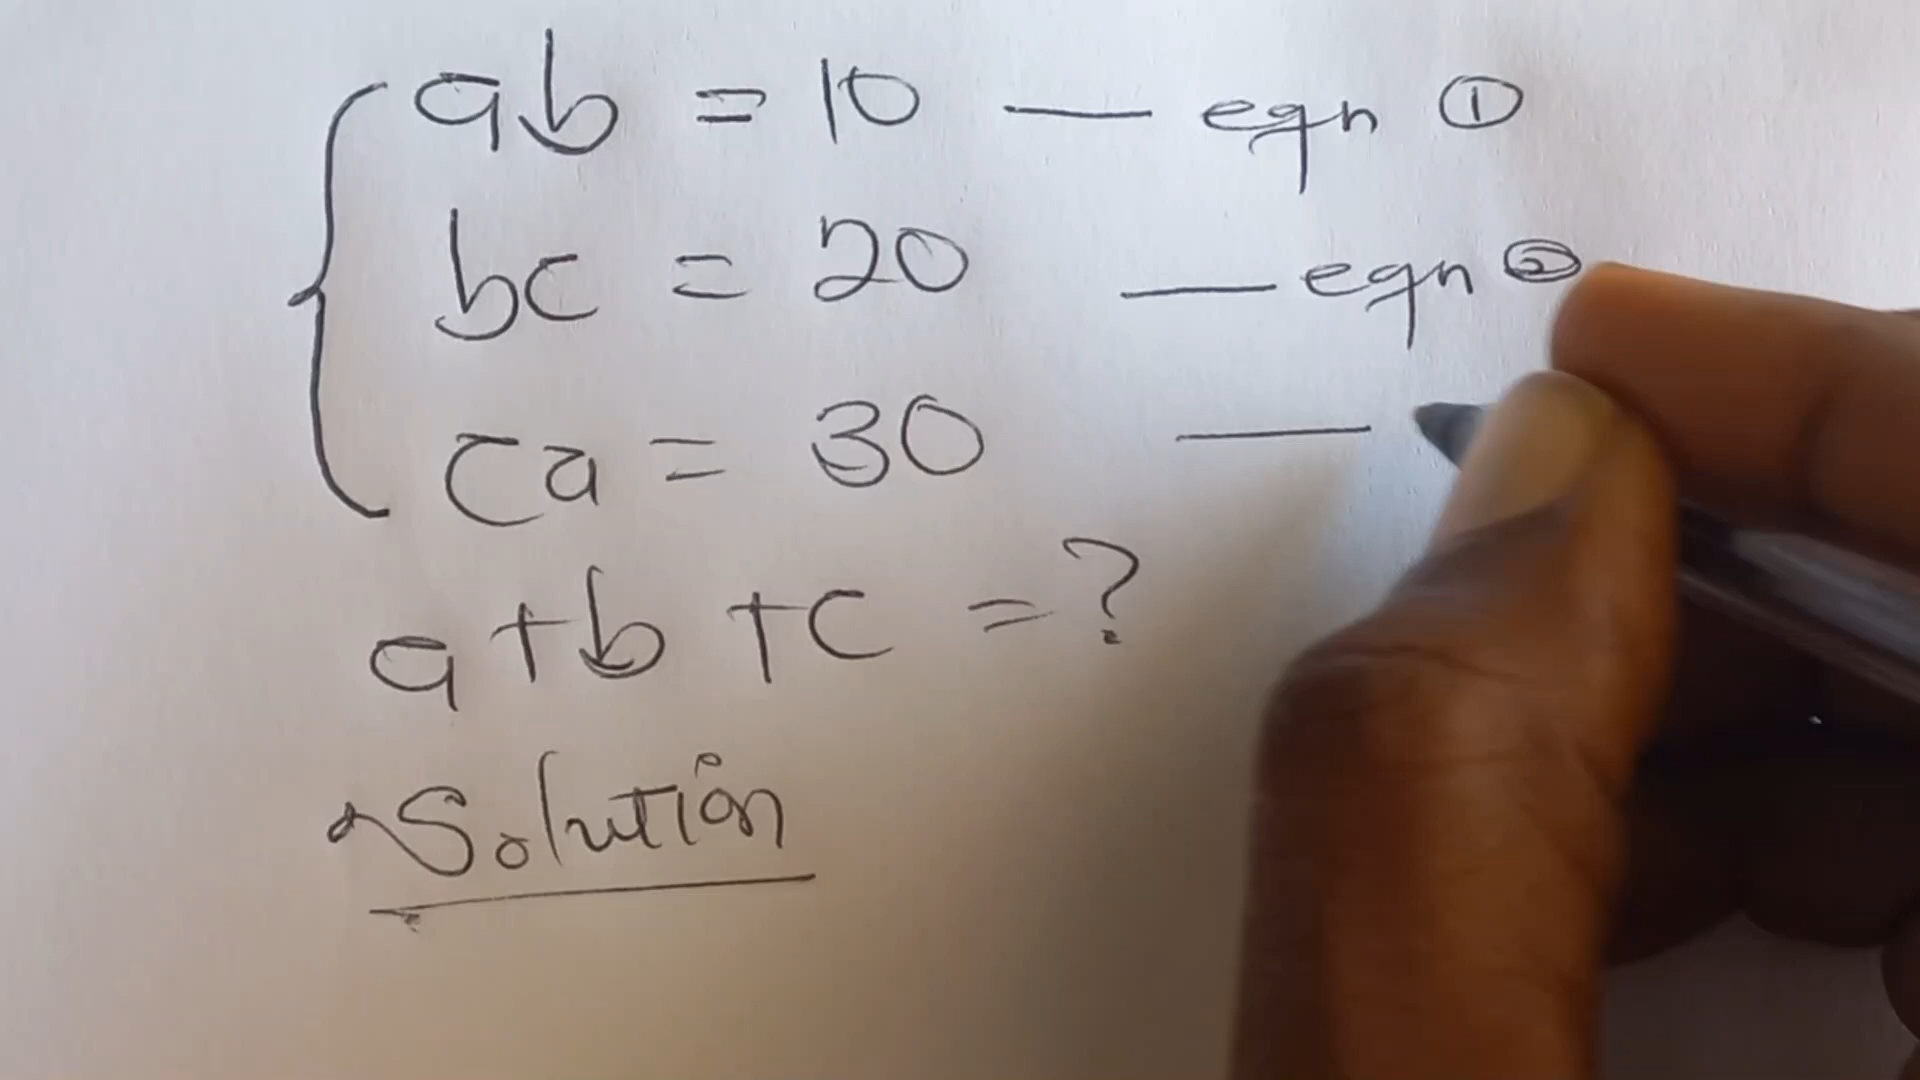 ab = 10 — eqn ①
bc = 20 — eqn ②
ca = 30 —
a+b+c =?
Solution